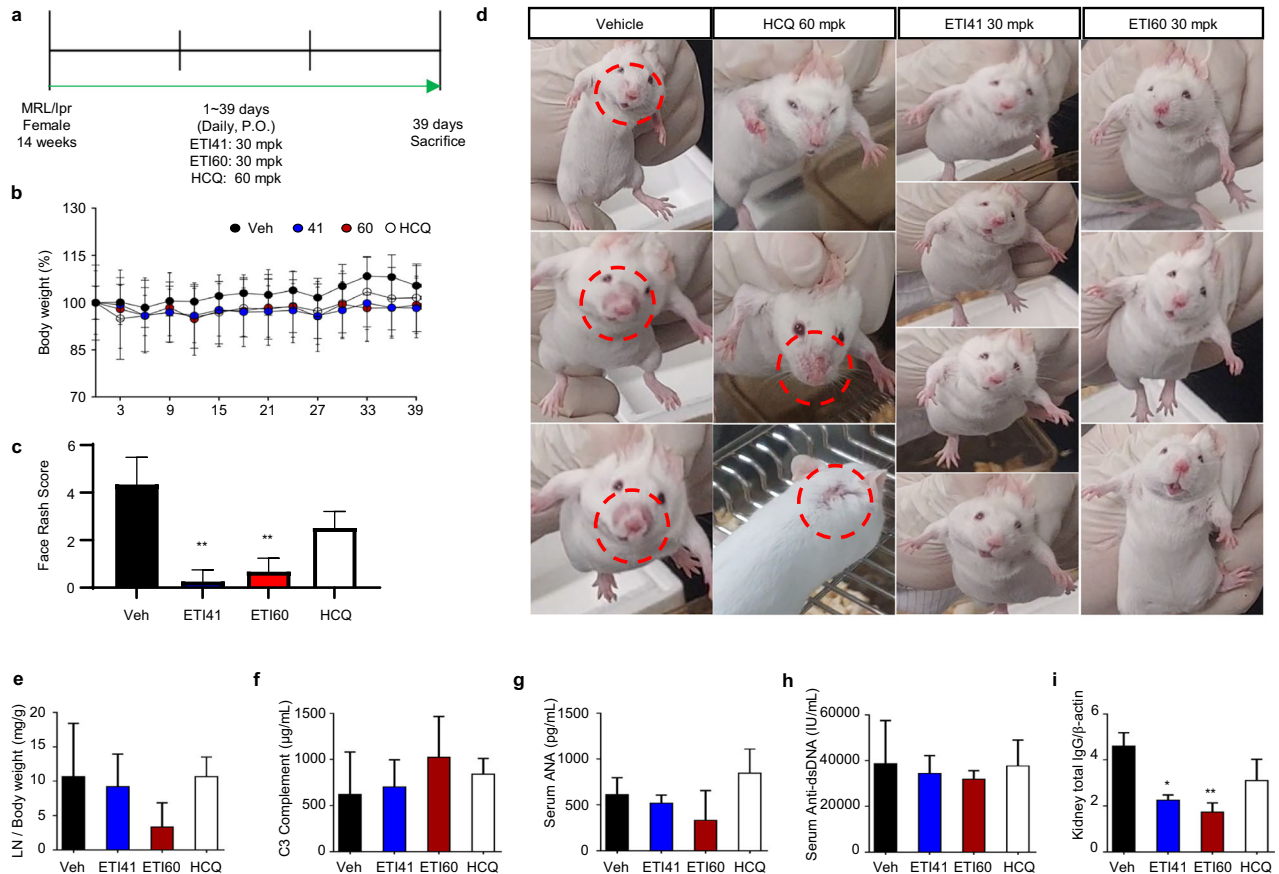 a
MRL/lpr
Female
14 weeks
1~39 days
(Daily, P.O.)
ETI41: 30 mpk
ETI60: 30 mpk
HCQ: 60 mpk
39 days
Sacrifice
b
Body weight (%)
130
115
100
85
70
Veh
41
60
HCQ
3
9
15
21
27
33
39
c
Face Rash Score
6
4
2
0
**
**
Veh
ETI41
ETI60
HCQ
d
Vehicle
HCQ 60 mpk
ETI41 30 mpk
ETI60 30 mpk
e
LN / Body weight (mg/g)
20
15
10
5
0
Veh
ETI41
ETI60
HCQ
f
C3 Complement (µg/mL)
1500
1000
500
0
Veh
ETI41
ETI60
HCQ
g
Serum ANA (pg/mL)
1500
1000
500
0
Veh
ETI41
ETI60
HCQ
h
Serum Anti-dsDNA (IU/mL)
60000
40000
20000
0
Veh
ETI41
ETI60
HCQ
i
Kidney total IgG/β-actin
6
4
2
0
*
**
Veh
ETI41
ETI60
HCQ